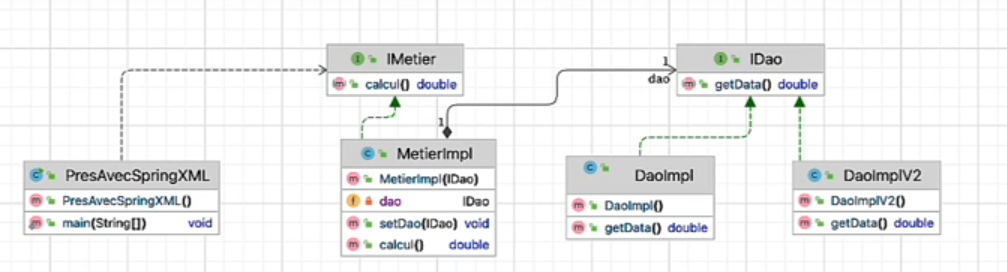 IMetier
calcul() double
1
dao
IDao
getData() double
1
PresAvecSpringXML
PresAvecSpringXML()
main(String[]) void
MetierImpl
MetierImpl(IDao)
dao IDao
setDao(IDao) void
calcul() double
DaoImpl
DaoImpl()
getData() double
DaoImplV2
DaoImplV2()
getData() double